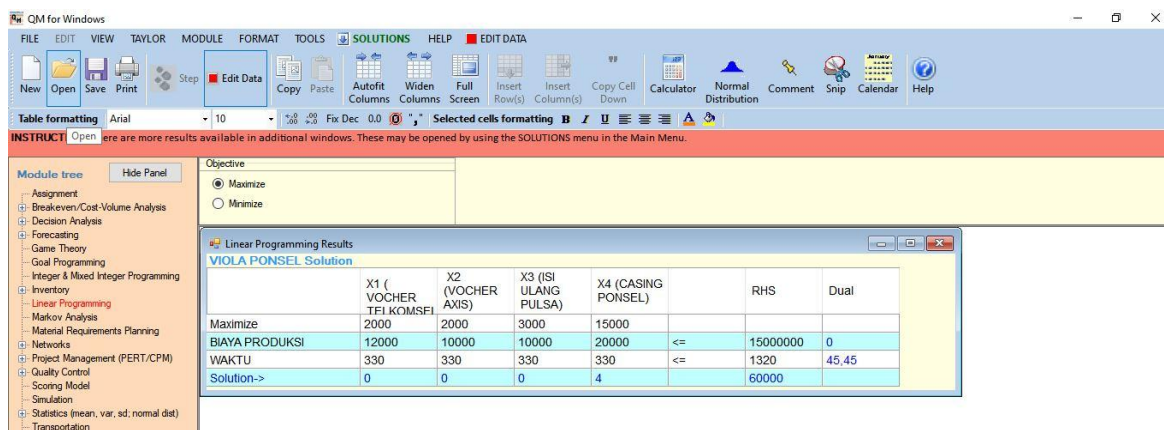 QM for Windows
FILE EDIT VIEW TAYLOR MODULE FORMAT TOOLS SOLUTIONS HELP EDIT DATA
New Open Save Print Step Edit Data Copy Paste Autofit Columns Widen Columns Full Screen Insert Row(s) Insert Column(s) Copy Cell Down Calculator Normal Distribution Comment Snip Calendar Help
Table formatting Arial 10 Fix Dec 0.0 Selected cells formatting B I U A
INSTRUCT Open ere are more results available in additional windows. These may be opened by using the SOLUTIONS menu in the Main Menu.
Module tree Hide Panel
Assignment
Breakeven/Cost-Volume Analysis
Decision Analysis
Forecasting
Game Theory
Goal Programming
Integer & Mixed Integer Programming
Inventory
Linear Programming
Markov Analysis
Material Requirements Planning
Networks
Project Management (PERT/CPM)
Quality Control
Scoring Model
Simulation
Statistics (mean, var, sd; normal dist)
Transportation
Objective
Maximize
Minimize
Linear Programming Results
VIOLA PONSEL Solution
X1 ( VOCHER TELKOMSEL X2 (VOCHER AXIS) X3 (ISI ULANG PULSA) X4 (CASING PONSEL) RHS Dual
Maximize 2000 2000 3000 15000
BIAYA PRODUKSI 12000 10000 10000 20000 <= 15000000 0
WAKTU 330 330 330 330 <= 1320 45,45
Solution-> 0 0 0 4 60000